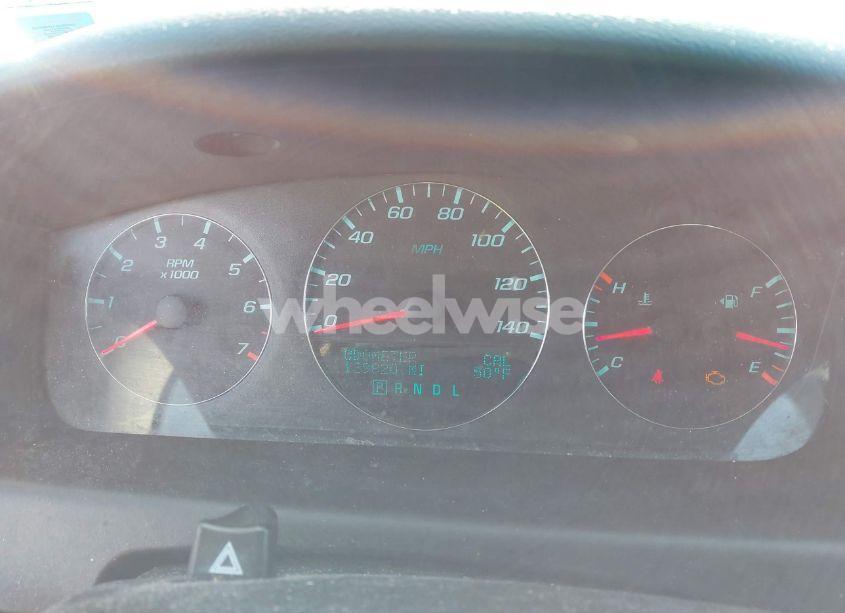 0 1 2 3 4 5 6 7
RPM
x1000
0 20 40 60 80 100 120 140
MPH
wheelwise
ODOMETER CAL
MI 50°F
P R N D L
H
C
F
E